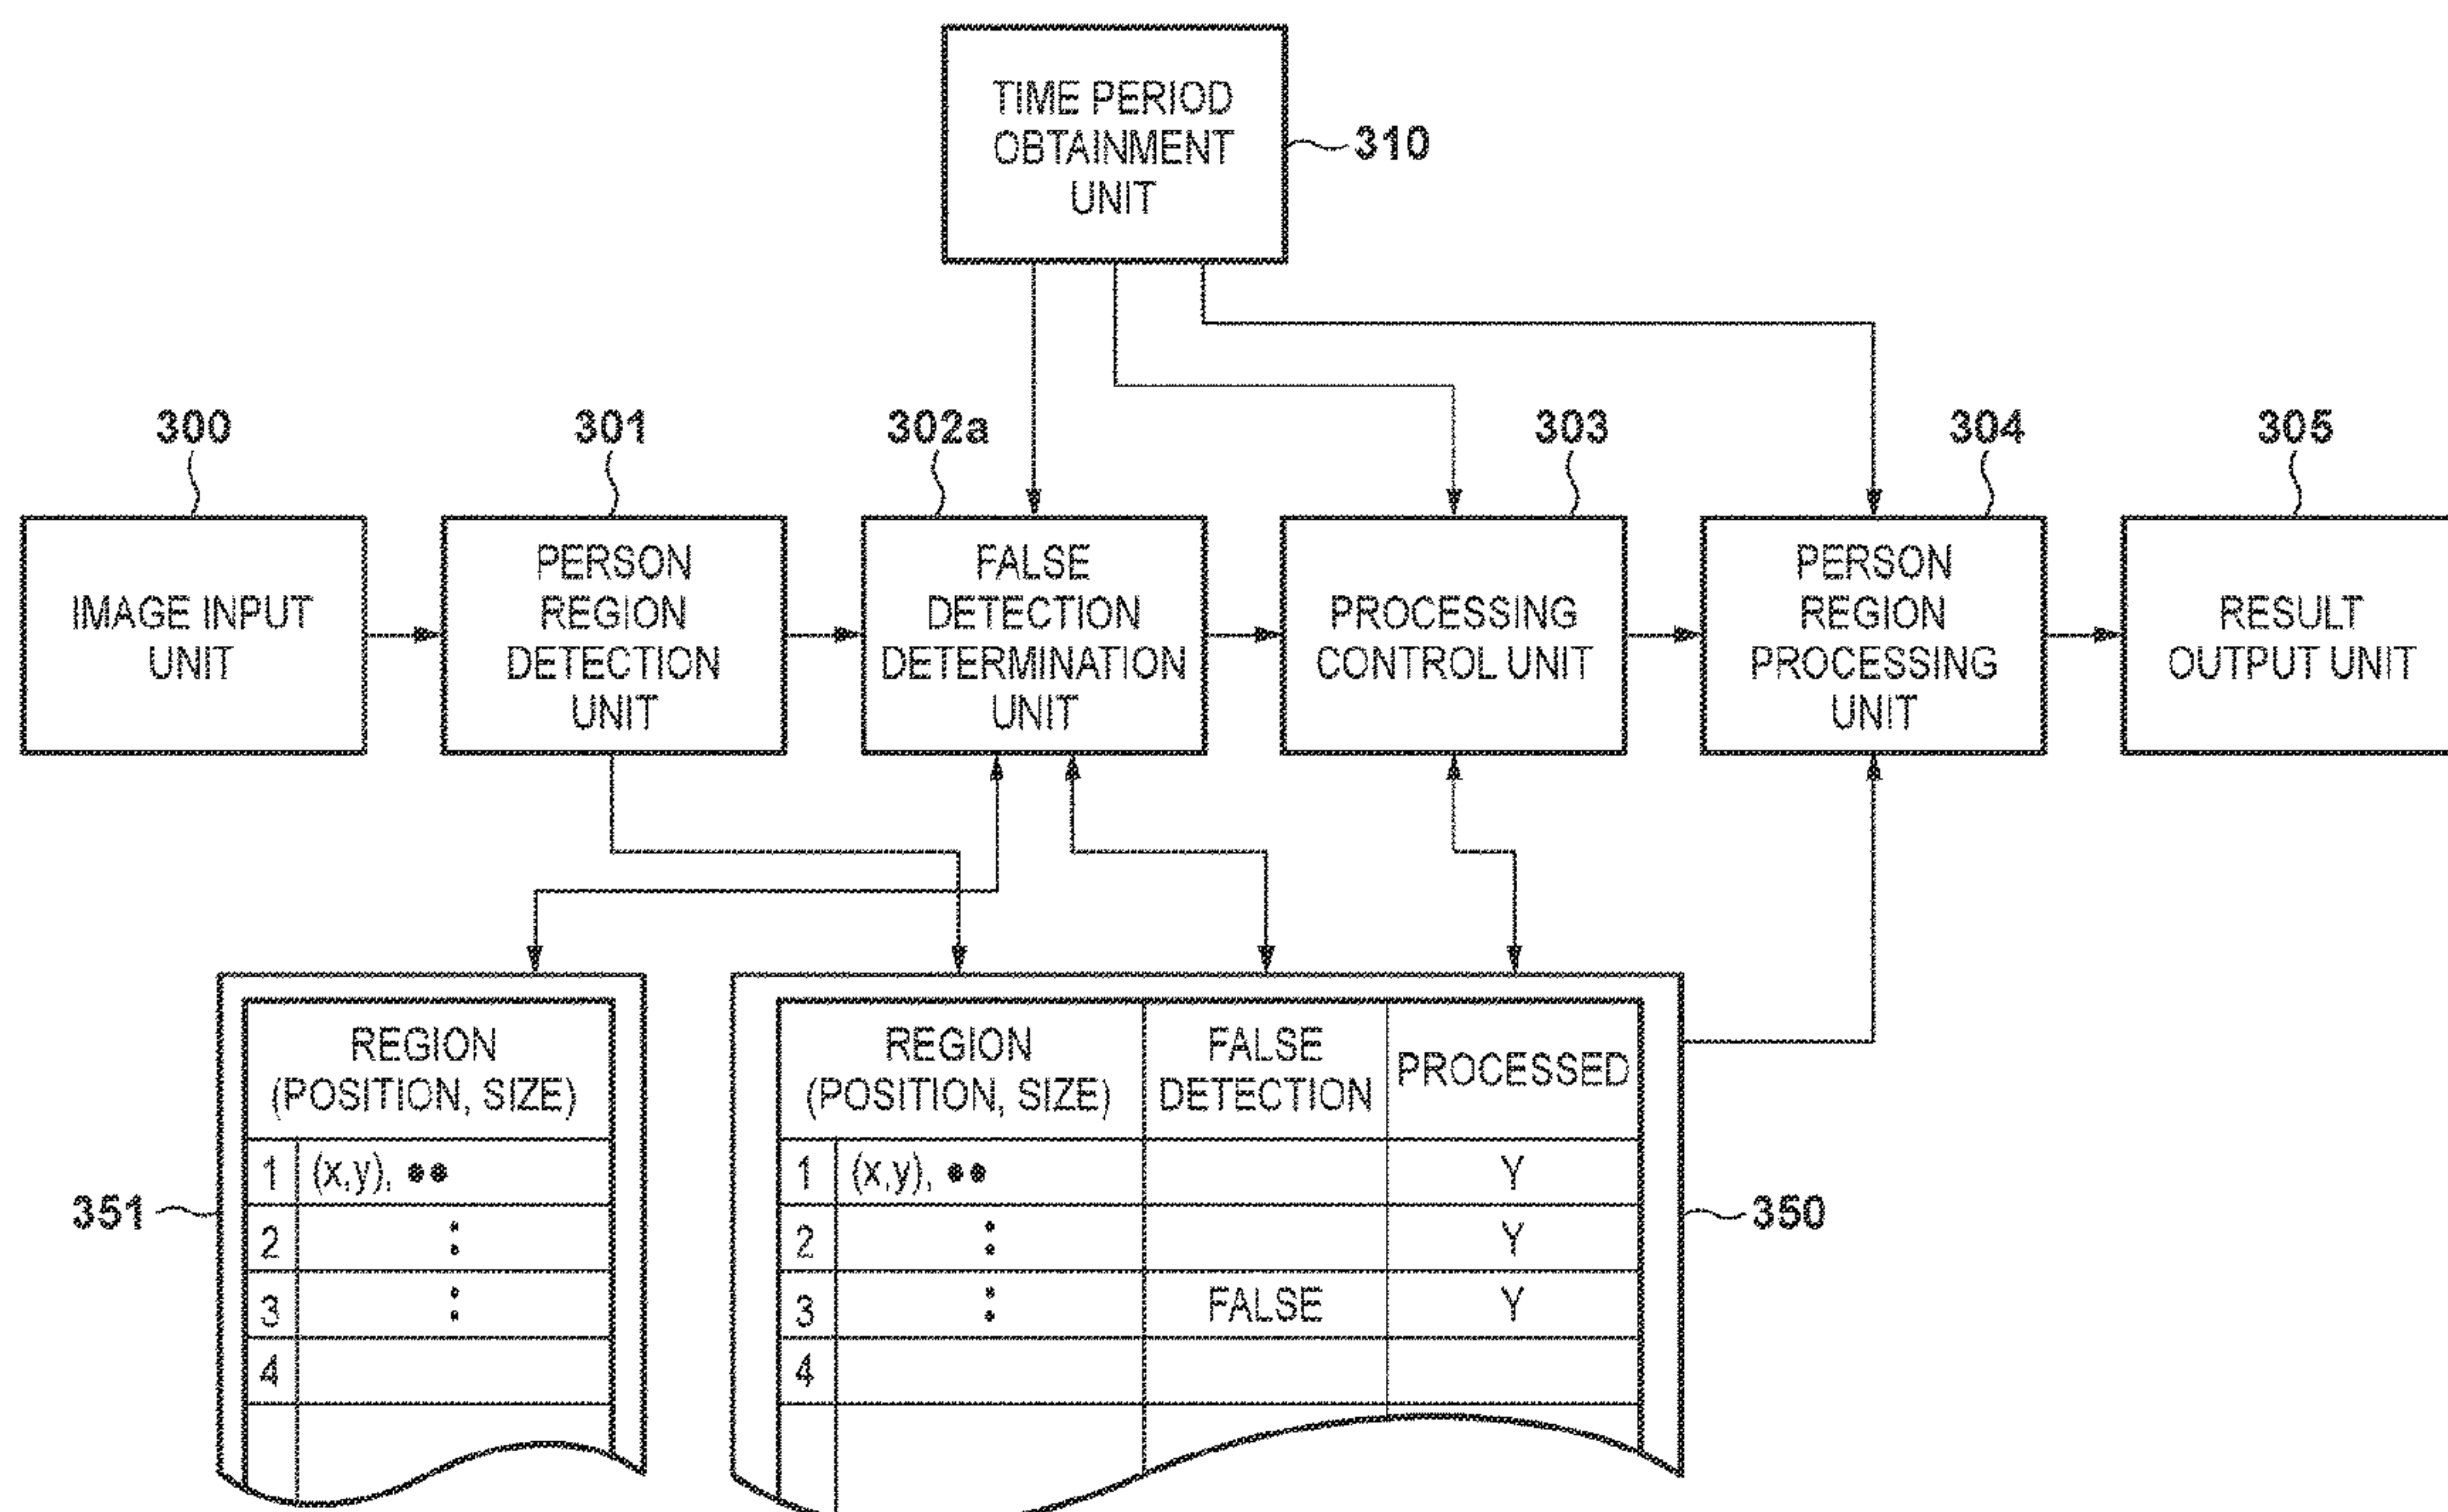 TIME PERIOD
OBTAINMENT
UNIT
310
300
301
302a
303
304
305
IMAGE INPUT
UNIT
PERSON
REGION
DETECTION
UNIT
FALSE
DETECTION
DETERMINATION
UNIT
PROCESSING
CONTROL UNIT
PERSON
REGION
PROCESSING
UNIT
RESULT
OUTPUT UNIT
351
REGION
(POSITION, SIZE)
1 (x,y), ●●
2 :
3 :
4
350
REGION
(POSITION, SIZE)
FALSE
DETECTION
PROCESSED
1 (x,y), ●● Y
2 : Y
3 : FALSE Y
4